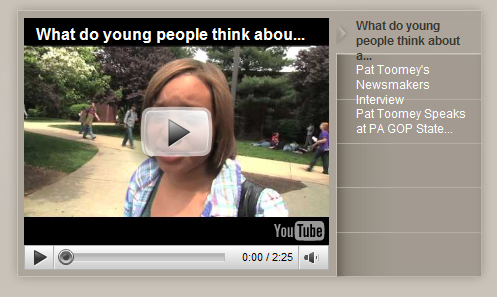 What do young people think abou...
YouTube
0:00 / 2:25
What do young
people think about
a...
Pat Toomey's
Newsmakers
Interview
Pat Toomey Speaks
at PA GOP State...